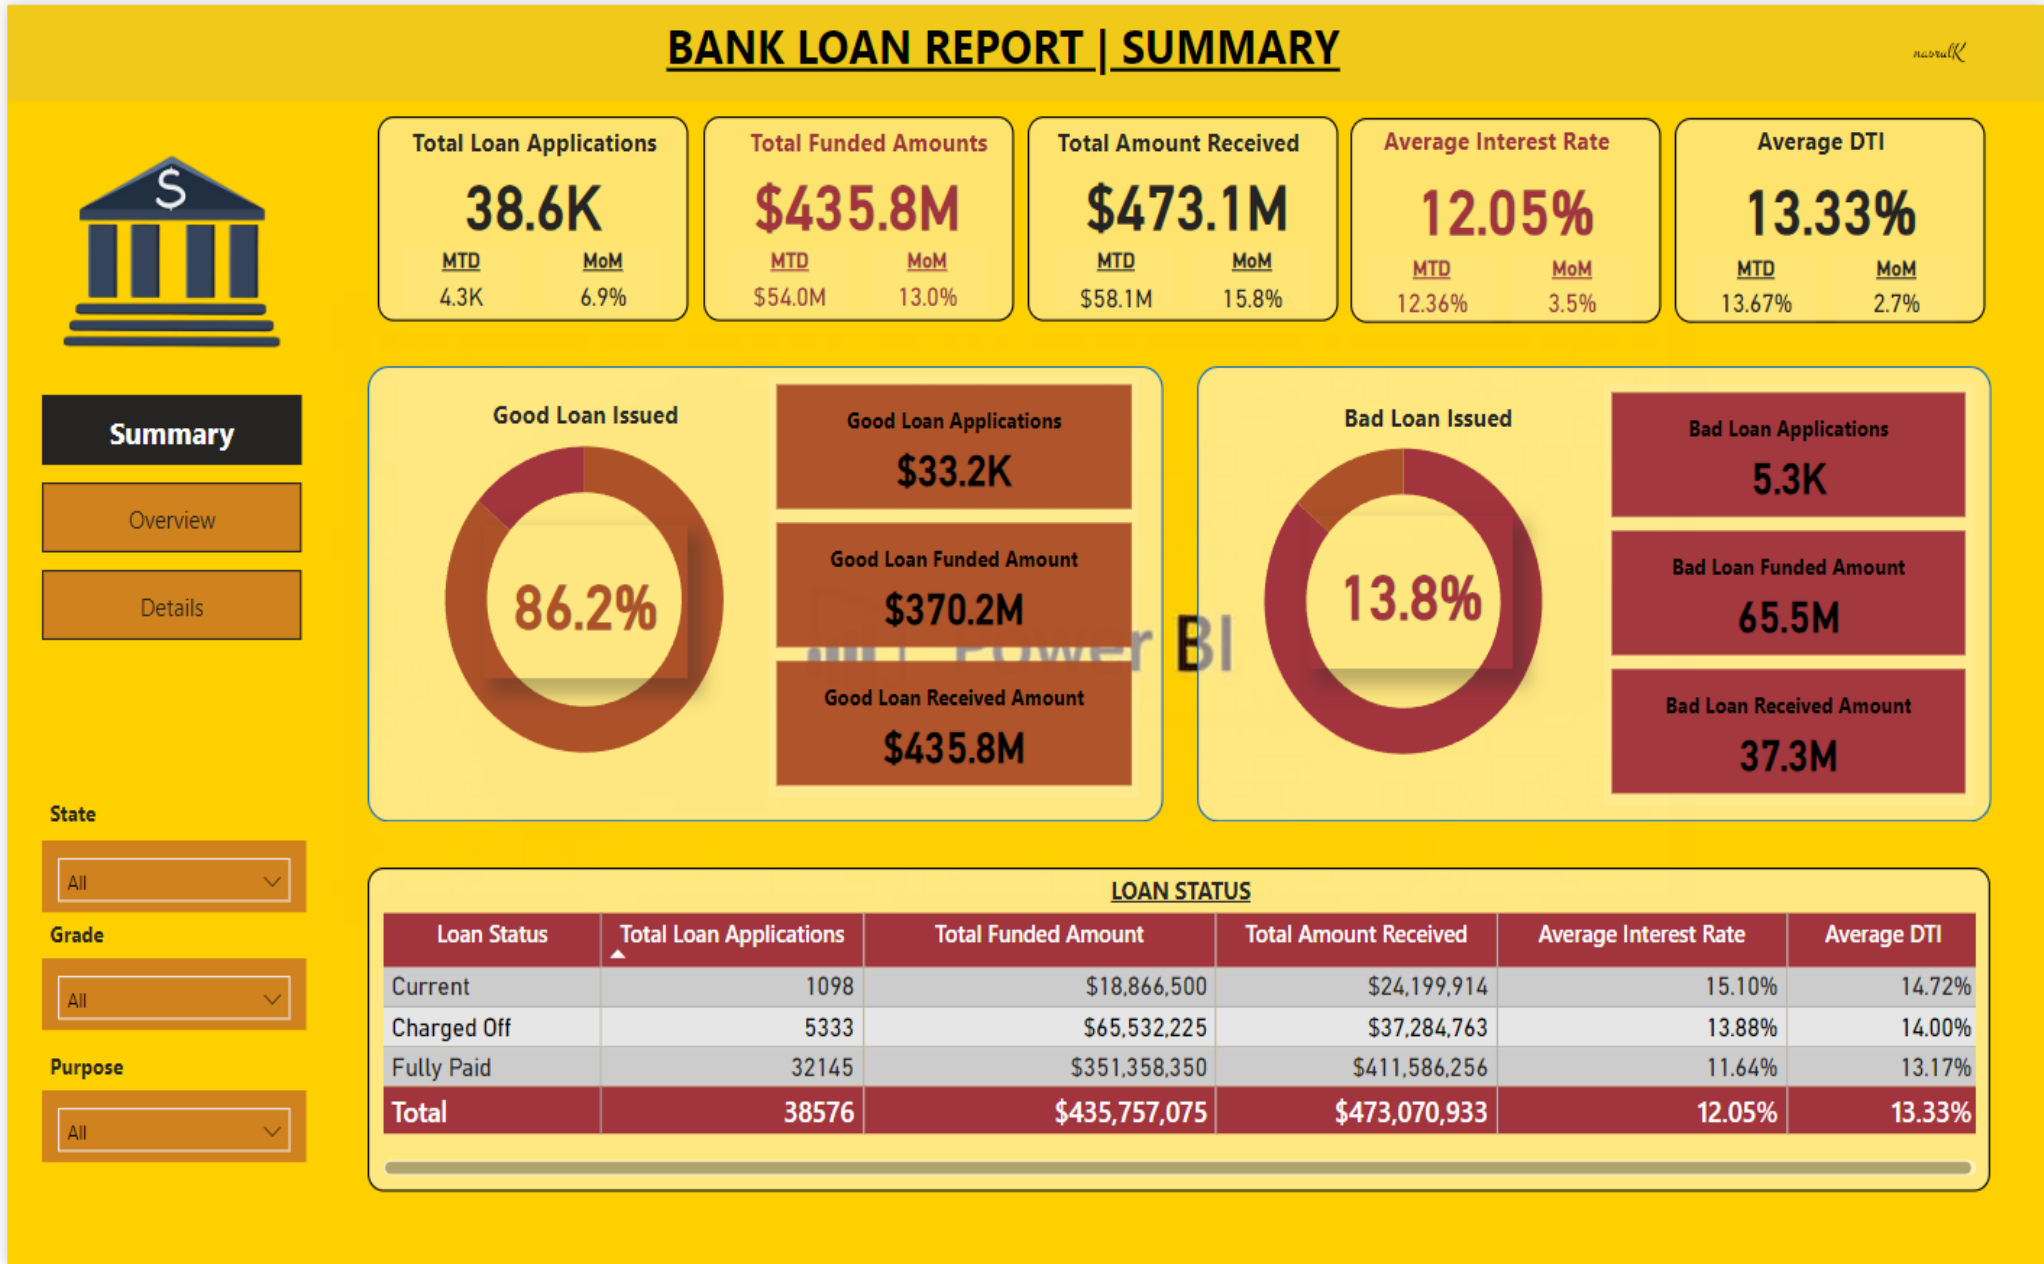 BANK LOAN REPORT | SUMMARY
nasrulK
$
Summary
Overview
Details
State
All
Grade
All
Purpose
All
Total Loan Applications
38.6K
MTD MoM
4.3K 6.9%
Total Funded Amounts
$435.8M
MTD MoM
$54.0M 13.0%
Total Amount Received
$473.1M
MTD MoM
$58.1M 15.8%
Average Interest Rate
12.05%
MTD MoM
12.36% 3.5%
Average DTI
13.33%
MTD MoM
13.67% 2.7%
Good Loan Issued
86.2%
Good Loan Applications
$33.2K
Good Loan Funded Amount
$370.2M
Good Loan Received Amount
$435.8M
Power BI
Bad Loan Issued
13.8%
Bad Loan Applications
5.3K
Bad Loan Funded Amount
65.5M
Bad Loan Received Amount
37.3M
LOAN STATUS
Loan Status Total Loan Applications Total Funded Amount Total Amount Received Average Interest Rate Average DTI
Current 1098 $18,866,500 $24,199,914 15.10% 14.72%
Charged Off 5333 $65,532,225 $37,284,763 13.88% 14.00%
Fully Paid 32145 $351,358,350 $411,586,256 11.64% 13.17%
Total 38576 $435,757,075 $473,070,933 12.05% 13.33%